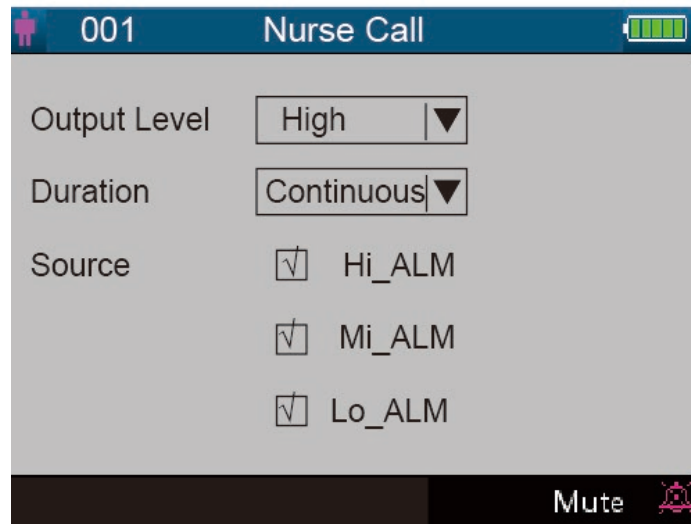 001 Nurse Call
Output Level High
Duration Continuous
Source Hi_ALM
Mi_ALM
Lo_ALM
Mute